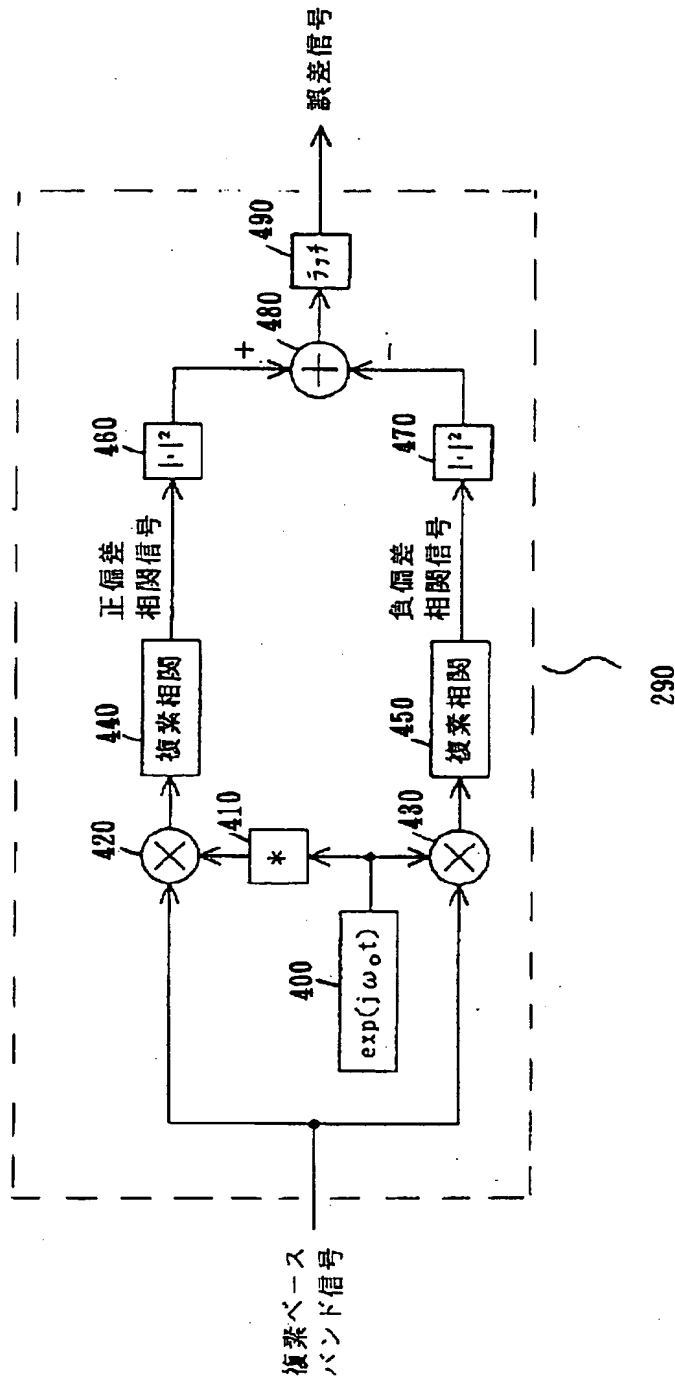 複素ベース
バンド信号
400
exp(jω₀t)
410
*
420
×
430
×
440
複素相関
450
複素相関
正偏差
相関信号
負偏差
相関信号
460
|·|²
470
|·|²
+
-
480
+
490
ラッチ
誤差信号
290